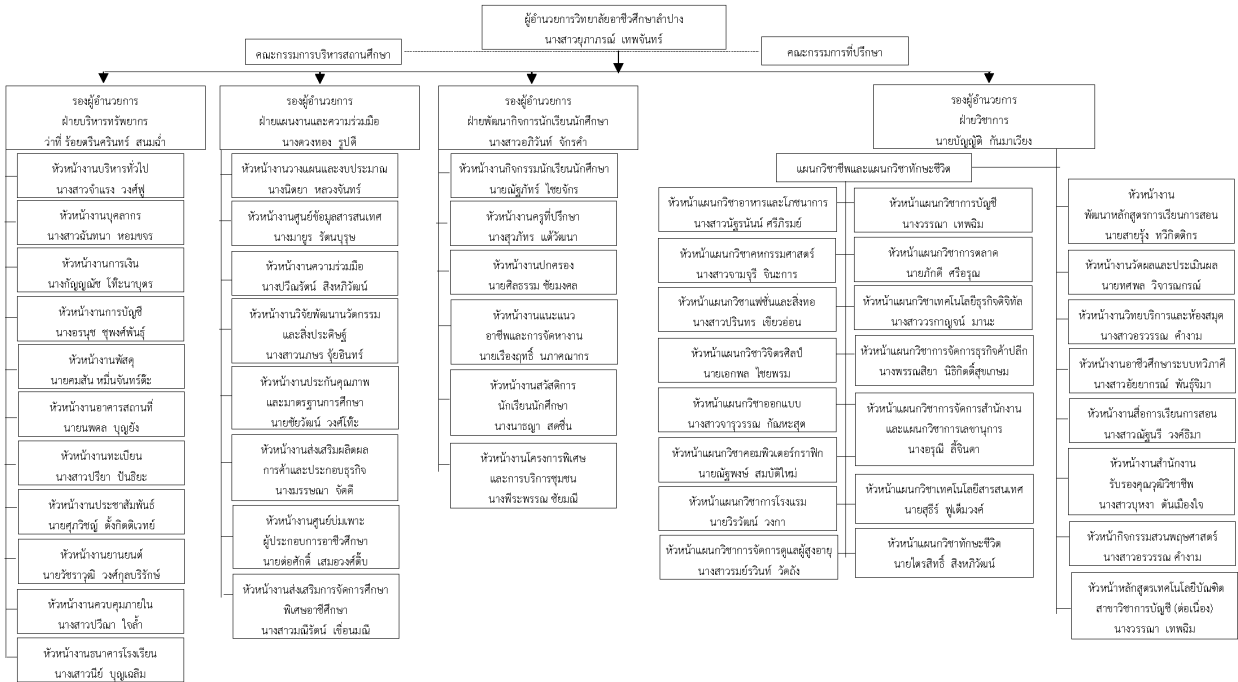 ผู้อำนวยการวิทยาลัยอาชีวศึกษาลำปาง
นางสาวยุภาภรณ์ เทพจันทร์
คณะกรรมการบริหารสถานศึกษา
คณะกรรมการที่ปรึกษา
รองผู้อำนวยการ
ฝ่ายบริหารทรัพยากร
ว่าที่ ร้อยตรีนครินทร์ สนมฉ่ำ
หัวหน้างานบริหารทั่วไป
นางสาวจำแรง วงศ์ฟู
หัวหน้างานบุคลากร
นางสาวฉันทนา หอมขจร
หัวหน้างานการเงิน
นางกัญญณัช โท๊ะนาบุตร
หัวหน้างานการบัญชี
นางอรนุช ชุพงศ์พันธุ์
หัวหน้างานพัสดุ
นายคมสัน หมื่นจันทร์ต๊ะ
หัวหน้างานอาคารสถานที่
นายนพดล บุญยัง
หัวหน้างานทะเบียน
นางสาวปรียา ปันธิยะ
หัวหน้างานประชาสัมพันธ์
นายศุภวิชญ์ ตั้งกิตติเวทย์
หัวหน้างานยานยนต์
นายวัชราวุฒิ วงศ์กุลบริรักษ์
หัวหน้างานควบคุมภายใน
นางสาวปวีณา ใจล้ำ
หัวหน้างานธนาคารโรงเรียน
นางเสาวนีย์ บุญเฉลิม
รองผู้อำนวยการ
ฝ่ายแผนงานและความร่วมมือ
นางดวงทอง รูปดี
หัวหน้างานวางแผนและงบประมาณ
นางนิตยา หลวงจันทร์
หัวหน้างานศูนย์ข้อมูลสารสนเทศ
นางมายูร รัตนบุรุษ
หัวหน้างานความร่วมมือ
นางปวีณรัตน์ สิงหภิวัฒน์
หัวหน้างานวิจัยพัฒนานวัตกรรม
และสิ่งประดิษฐ์
นางสาวนภษร จุ้ยอินทร์
หัวหน้างานประกันคุณภาพ
และมาตรฐานการศึกษา
นายชัยวัฒน์ วงค์โท๊ะ
หัวหน้างานส่งเสริมผลิตผล
การค้าและประกอบธุรกิจ
นางมรรษณา จัดดี
หัวหน้างานศูนย์บ่มเพาะ
ผู้ประกอบการอาชีวศึกษา
นายต่อศักดิ์ เสมอวงศ์ติ๊บ
หัวหน้างานส่งเสริมการจัดการศึกษา
พิเศษอาชีศึกษา
นางสาวมณีรัตน์ เขื่อนมณี
รองผู้อำนวยการ
ฝ่ายพัฒนากิจการนักเรียนนักศึกษา
นางสาวอภิวันท์ จักรคำ
หัวหน้างานกิจกรรมนักเรียนนักศึกษา
นายณัฐภัทร์ ไชยจักร
หัวหน้างานครูที่ปรึกษา
นางสุวภัทร แต้วัฒนา
หัวหน้างานปกครอง
นายศีลธรรม ชัยมงคล
หัวหน้างานแนะแนว
อาชีพและการจัดหางาน
นายเรืองฤทธิ์ นภาคณากร
หัวหน้างานสวัสดิการ
นักเรียนนักศึกษา
นางนาธญา สดชื่น
หัวหน้างานโครงการพิเศษ
และการบริการชุมชน
นางพีระพรรณ ชัยมณี
รองผู้อำนวยการ
ฝ่ายวิชาการ
นายบัญญัติ กันมาเวียง
แผนกวิชาชีพและแผนกวิชาทักษะชีวิต
หัวหน้าแผนกวิชาอาหารและโภชนาการ
นางสาวนัฐรนันน์ ศรีภิรมย์
หัวหน้าแผนกวิชาคหกรรมศาสตร์
นางสาวจามจุรี จินะการ
หัวหน้าแผนกวิชาแฟชั่นและสิ่งทอ
นางสาวปรินทร เขียวอ่อน
หัวหน้าแผนกวิชาวิจิตรศิลป์
นายเอกพล ไชยพรม
หัวหน้าแผนกวิชาออกแบบ
นางสาวจารุวรรณ กัณหะสุต
หัวหน้าแผนกวิชาคอมพิวเตอร์กราฟิก
นายณัฐพงษ์ สมบัติใหม่
หัวหน้าแผนกวิชาการโรงแรม
นายวิรวัฒน์ วงกา
หัวหน้าแผนกวิชาการจัดการดูแลผู้สูงอายุ
นางสาวรมย์รวินท์ วัดถัง
หัวหน้าแผนกวิชาการบัญชี
นางวรรณา เทพฉิม
หัวหน้าแผนกวิชาการตลาด
นายภักดี ศรีอรุณ
หัวหน้าแผนกวิชาเทคโนโลยีธุรกิจดิจิทัล
นางสาววรกาญจน์ มานะ
หัวหน้าแผนกวิชาการจัดการธุรกิจค้าปลีก
นางพรรณสิยา นิธิกิตติ์สุขเกษม
หัวหน้าแผนกวิชาการจัดการสำนักงาน
และแผนกวิชาการเลขานุการ
นางอรุณี ลี้จินดา
หัวหน้าแผนกวิชาเทคโนโลยีสารสนเทศ
นายสุธีร์ ฟูเต็มวงค์
หัวหน้าแผนกวิชาทักษะชีวิต
นายไตรสิทธิ์ สิงหภิวัฒน์
หัวหน้างาน
พัฒนาหลักสูตรการเรียนการสอน
นายสายรุ้ง ทวีกิตติกร
หัวหน้างานวัดผลและประเมินผล
นายทศพล วิจารณกรณ์
หัวหน้างานวิทยบริการและห้องสมุด
นางสาวอรวรรณ คำงาม
หัวหน้างานอาชีวศึกษาระบบทวิภาคี
นางสาวอัยยากรณ์ พันธุ์จิมา
หัวหน้างานสื่อการเรียนการสอน
นางสาวณัฐนรี วงค์ธิมา
หัวหน้างานสำนักงาน
รับรองคุณวุฒิวิชาชีพ
นางสาวบุหงา ตันเมืองใจ
หัวหน้ากิจกรรมสวนพฤษศาสตร์
นางสาวอรวรรณ คำงาม
หัวหน้าหลักสูตรเทคโนโลยีบัณฑิต
สาขาวิชาการบัญชี (ต่อเนื่อง)
นางวรรณา เทพฉิม